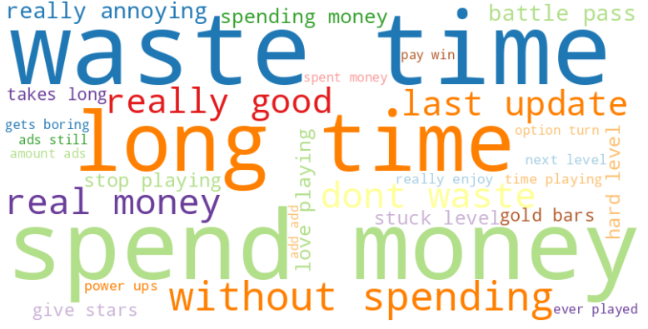 really annoying
spending money
battle pass
waste time
pay win
spent money
takes long
really good
last update
gets boring
ads still
amount ads
long time
option turn
next level
stop playing
love playing
really enjoy
time playing
hard level
real money
dont waste
add add
stuck level
gold bars
spend money
power ups
without spending
give stars
ever played